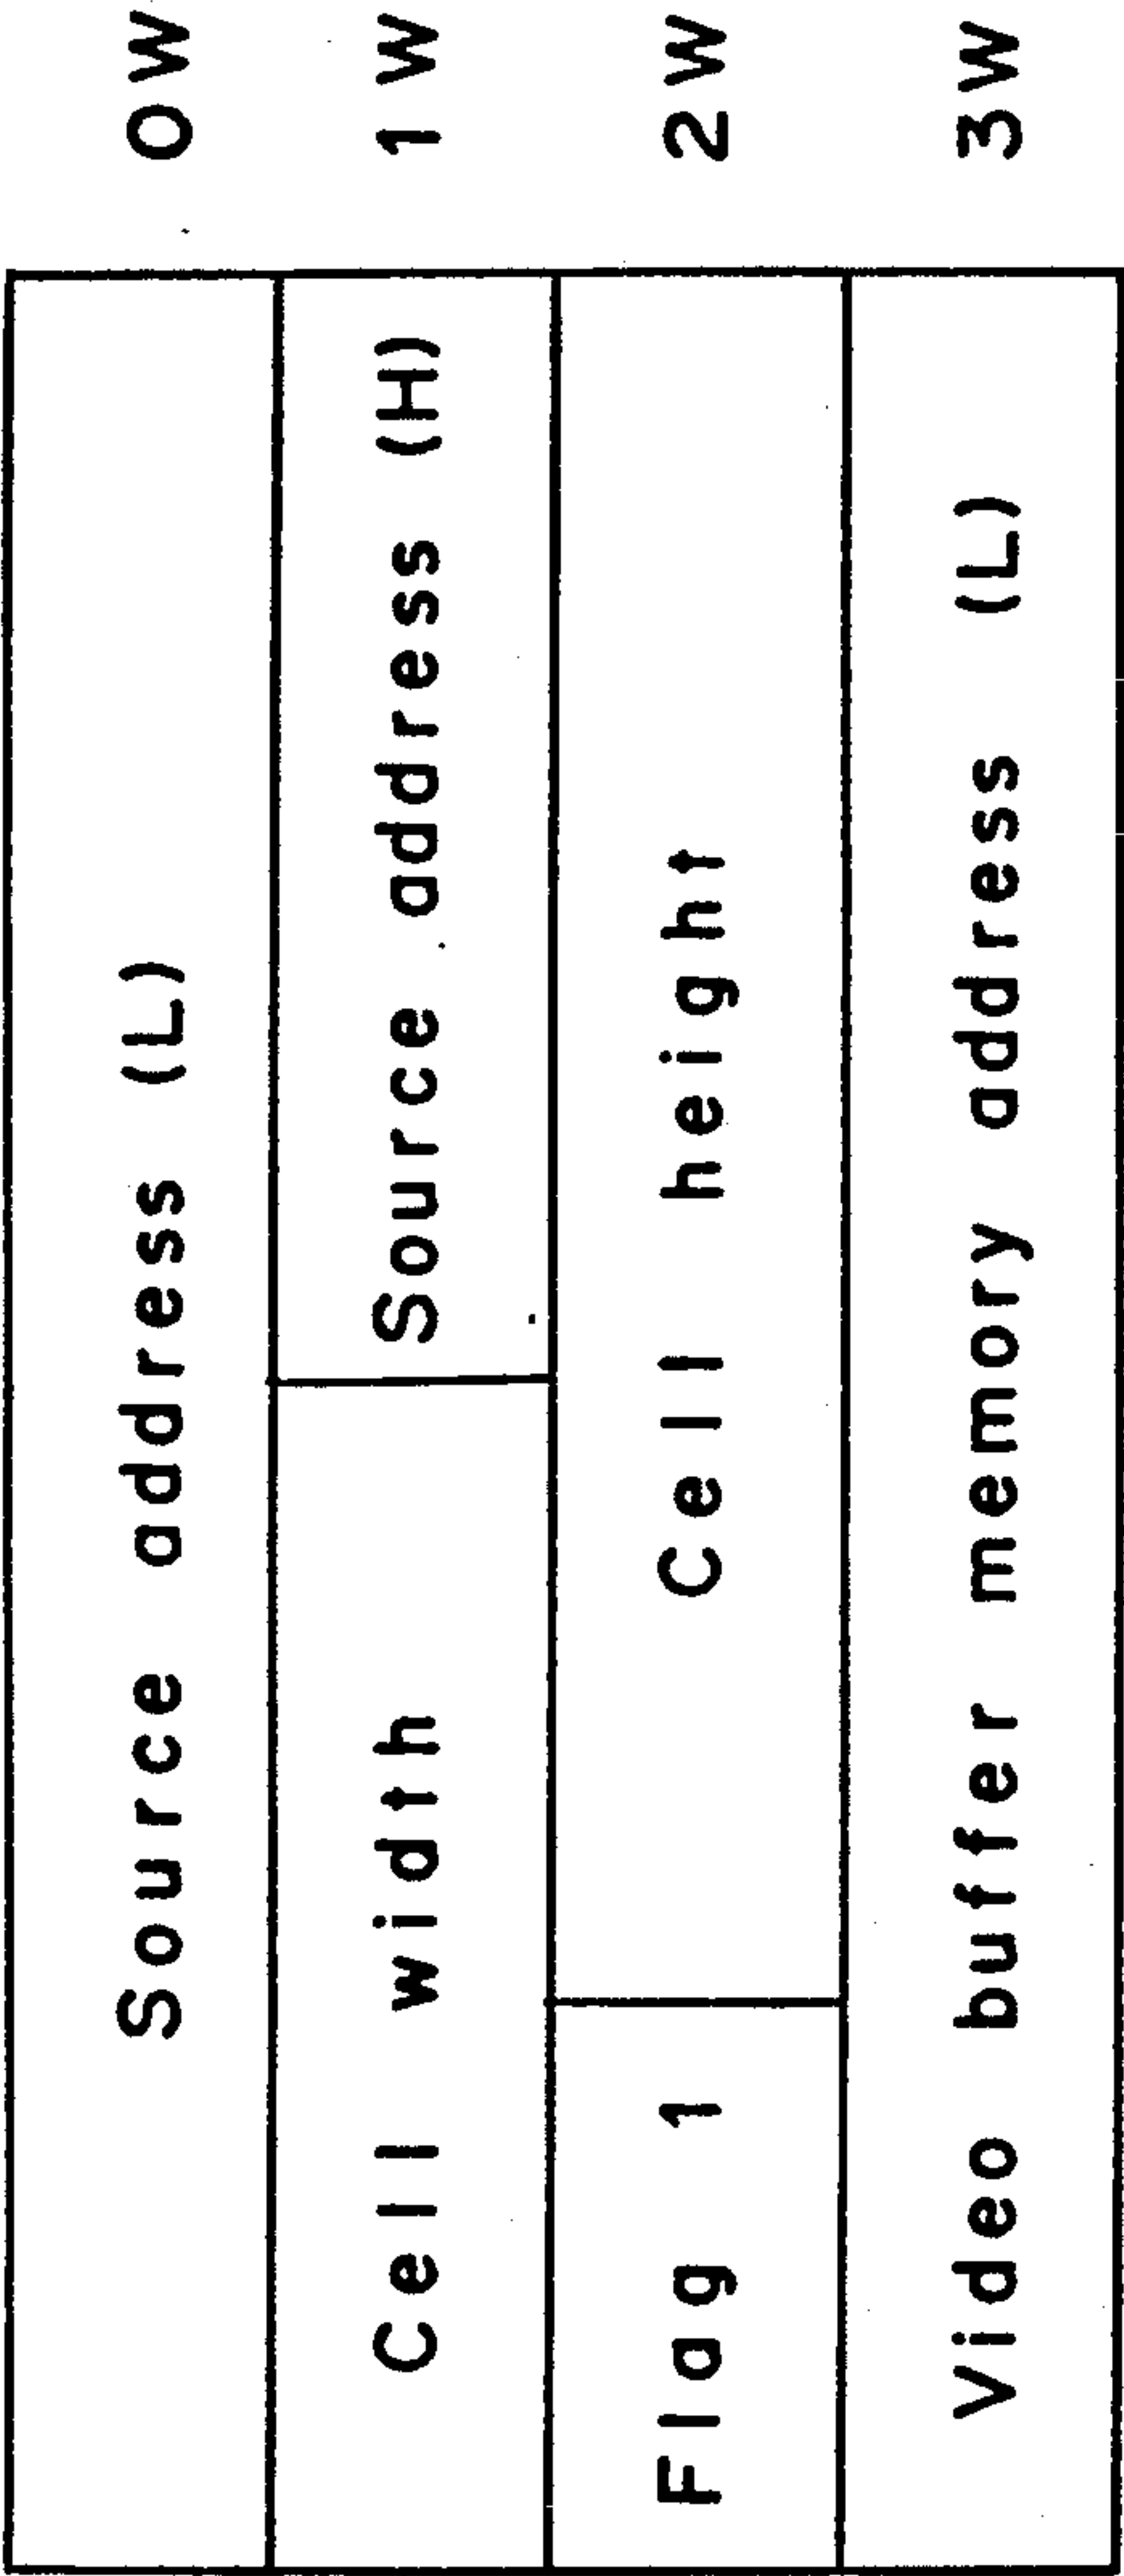 Source address (L) 0W
Cell width Source address (H) 1W
Flag 1 Cell height 2W
Video buffer memory address (L) 3W